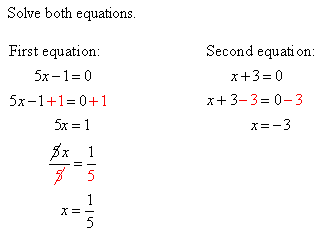 Solve both equations.
First equation:
5x−1=0
5x−1+1=0+1
5x=1
5x/5=1/5
x=1/5
Second equation:
x+3=0
x+3−3=0−3
x=−3